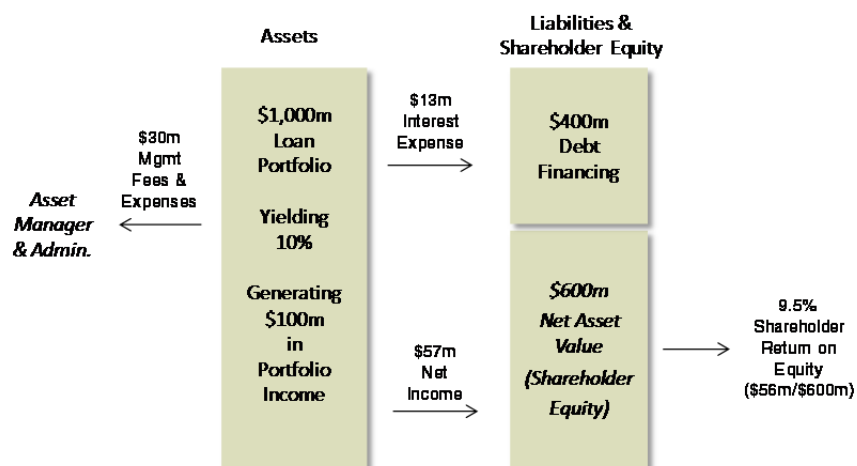 Assets
Liabilities &
Shareholder Equity
$1,000m
Loan
Portfolio
Yielding
10%
Generating
$100m
in
Portfolio
Income
$30m
Mgmt
Fees &
Expenses
Asset
Manager
& Admin.
$13m
Interest
Expense
$400m
Debt
Financing
$57m
Net
Income
$600m
Net Asset
Value
(Shareholder
Equity)
9.5%
Shareholder
Return on
Equity
($56m/$600m)